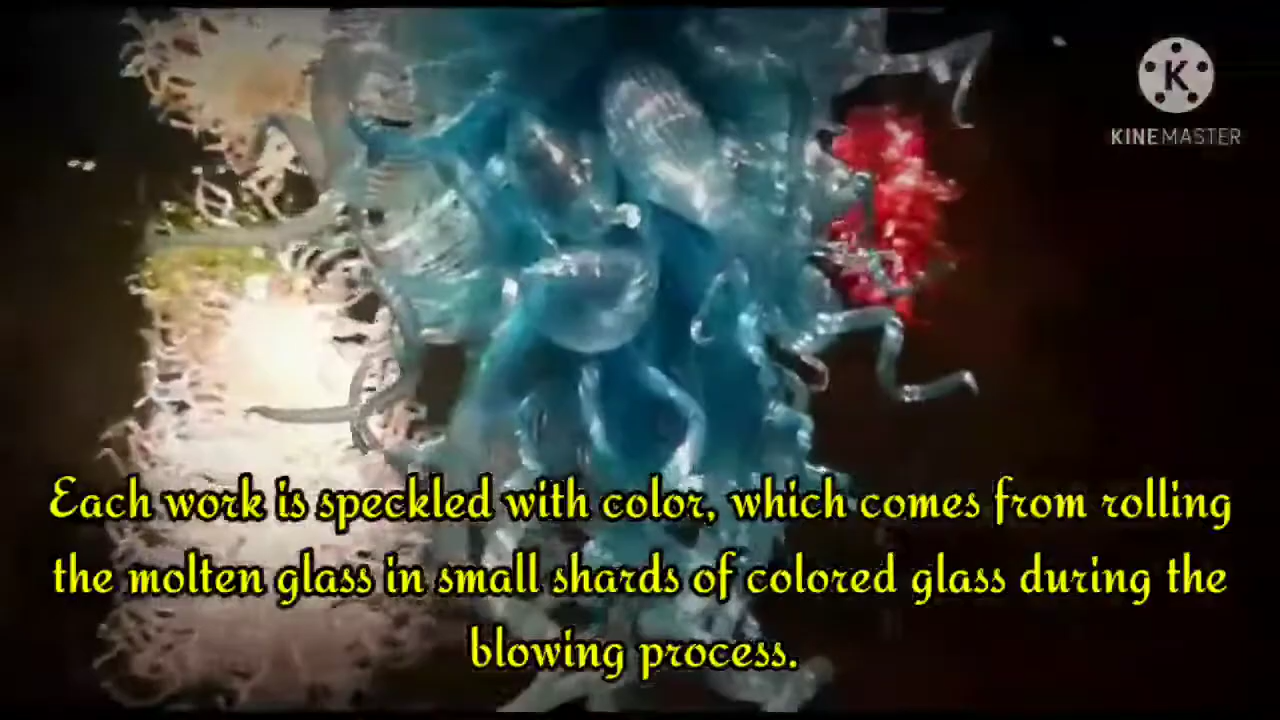 K
KINEMASTER
Each work is speckled with color, which comes from rolling
the molten glass in small shards of colored glass during the
blowing process.